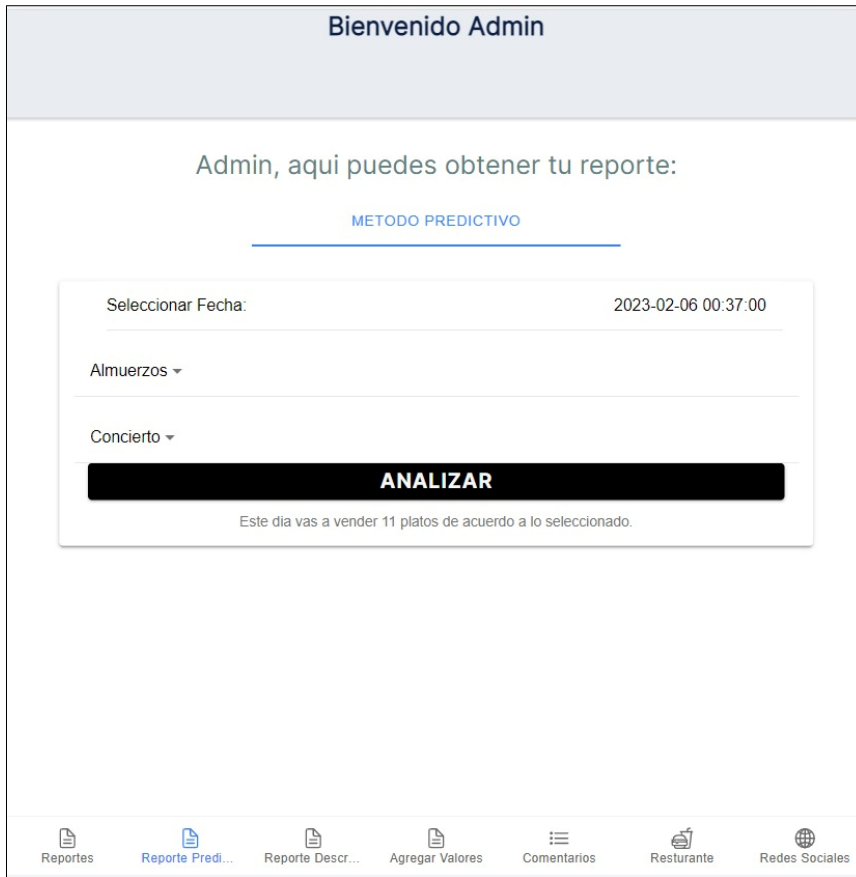 Bienvenido Admin
Admin, aqui puedes obtener tu reporte:
METODO PREDICTIVO
Seleccionar Fecha: 2023-02-06 00:37:00
Almuerzos
Concierto
ANALIZAR
Este dia vas a vender 11 platos de acuerdo a lo seleccionado.
Reportes Reporte Predi... Reporte Descr... Agregar Valores Comentarios Resturante Redes Sociales